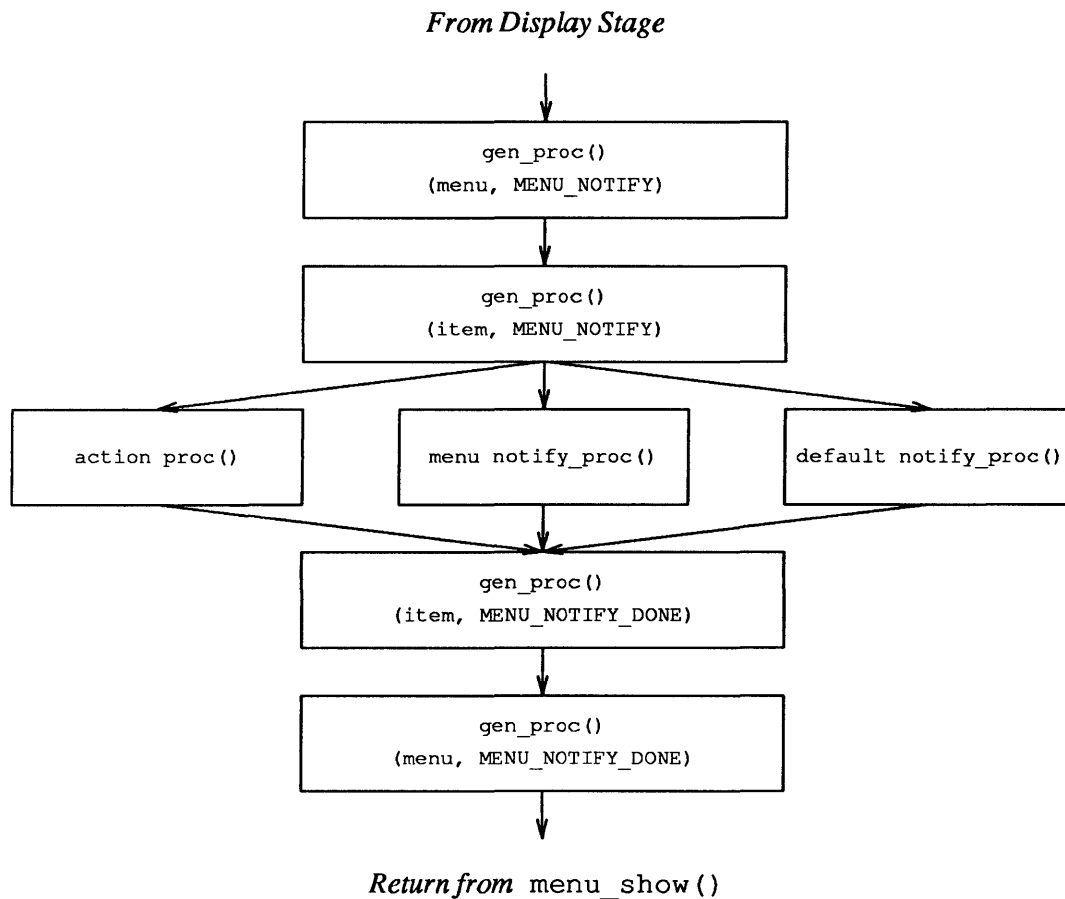 From Display Stage
gen_proc()
(menu, MENU_NOTIFY)
gen_proc()
(item, MENU_NOTIFY)
action proc()
menu notify_proc()
default notify_proc()
gen_proc()
(item, MENU_NOTIFY_DONE)
gen_proc()
(menu, MENU_NOTIFY_DONE)
Return from menu_show()